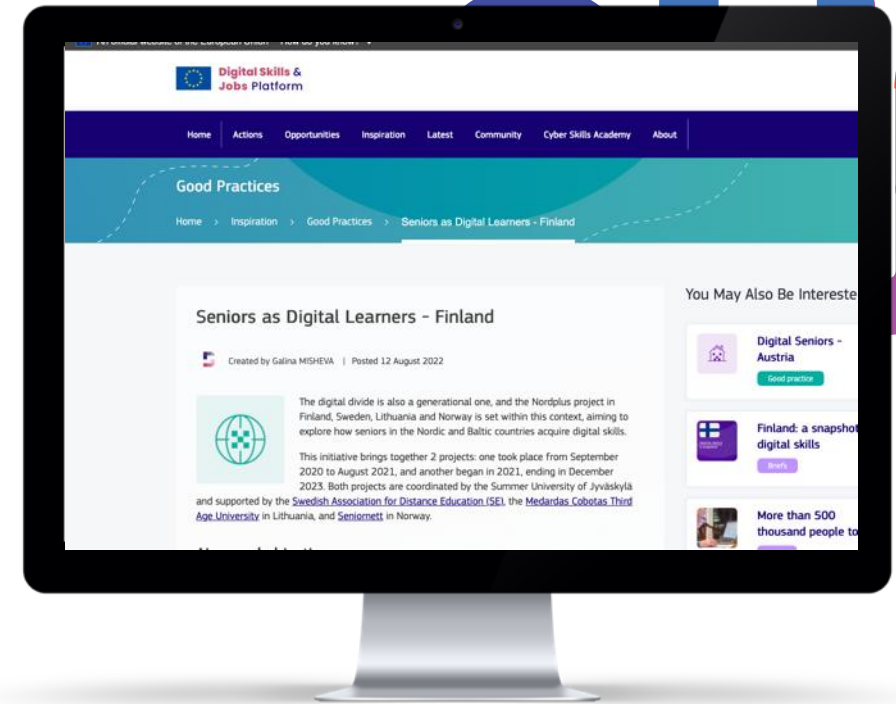 Digital Skills &
Jobs Platform
Home Actions Opportunities Inspiration Latest Community Cyber Skills Academy About
Good Practices
Home > Inspiration > Good Practices > Seniors as Digital Learners - Finland
Seniors as Digital Learners - Finland
Created by Galina MISHEVA | Posted 12 August 2022
The digital divide is also a generational one, and the Nordplus project in
Finland, Sweden, Lithuania and Norway is set within this context, aiming to
explore how seniors in the Nordic and Baltic countries acquire digital skills.
This initiative brings together 2 projects: one took place from September
2020 to August 2021, and another began in 2021, ending in December
2023. Both projects are coordinated by the Summer University of Jyväskylä
and supported by the Swedish Association for Distance Education (SE), the Medardas Cobotas Third
Age University in Lithuania, and Seniornett in Norway.
You May Also Be Intereste
Digital Seniors -
Austria
Good practice
Finland: a snapshot
digital skills
Briefs
More than 500
thousand people to